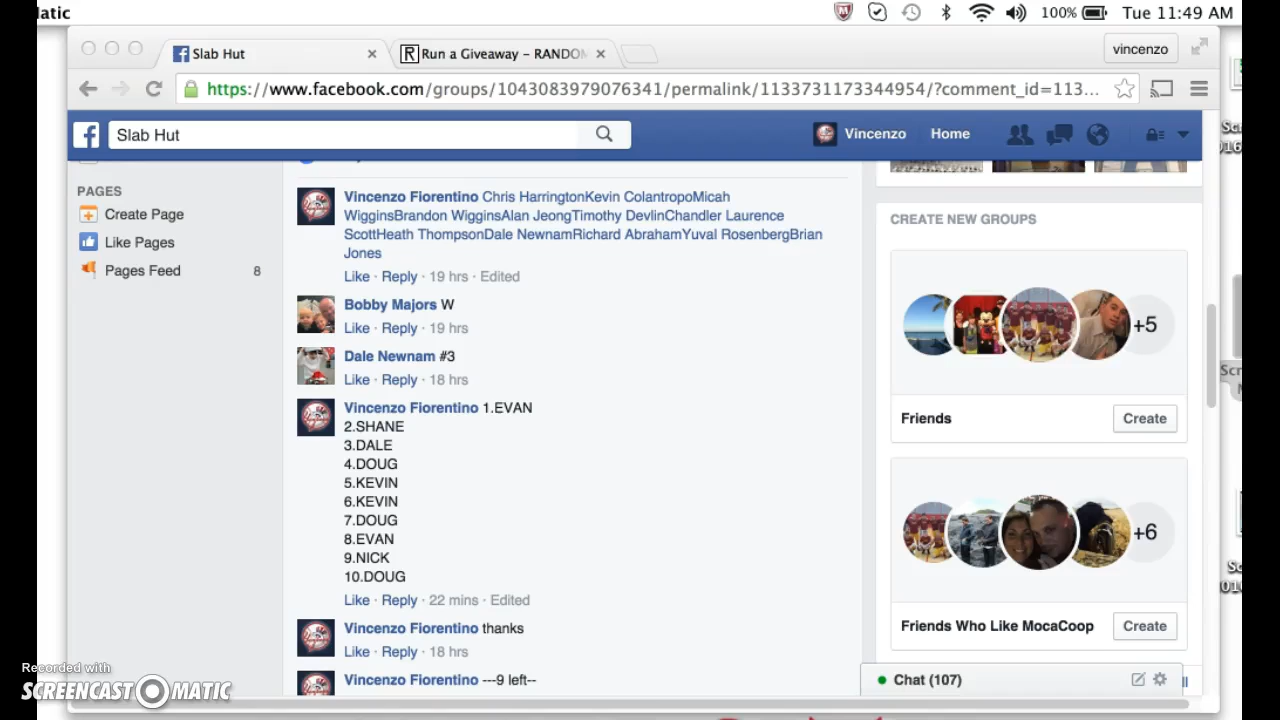 latic
100%
Tue 11:49 AM
Slab Hut
R Run a Giveaway – RANDOM
vincenzo
https://www.facebook.com/groups/1043083979076341/permalink/1133731173344954/?comment_id=113...
f Slab Hut
Vincenzo
Home
PAGES
Create Page
Like Pages
Pages Feed 8
Vincenzo Fiorentino Chris HarringtonKevin ColantropoMicah
WigginsBrandon WigginsAlan JeongTimothy DevlinChandler Laurence
ScottHeath ThompsonDale NewnamRichard AbrahamYuval RosenbergBrian
Jones
Like · Reply · 19 hrs · Edited
Bobby Majors W
Like · Reply · 19 hrs
Dale Newnam #3
Like · Reply · 18 hrs
Vincenzo Fiorentino 1.EVAN
2.SHANE
3.DALE
4.DOUG
5.KEVIN
6.KEVIN
7.DOUG
8.EVAN
9.NICK
10.DOUG
Like · Reply · 22 mins · Edited
Vincenzo Fiorentino thanks
Like · Reply · 18 hrs
Vincenzo Fiorentino ---9 left--
CREATE NEW GROUPS
+5
Friends
Create
+6
Friends Who Like MocaCoop
Create
Chat (107)
Recorded with
SCREENCAST O MATIC